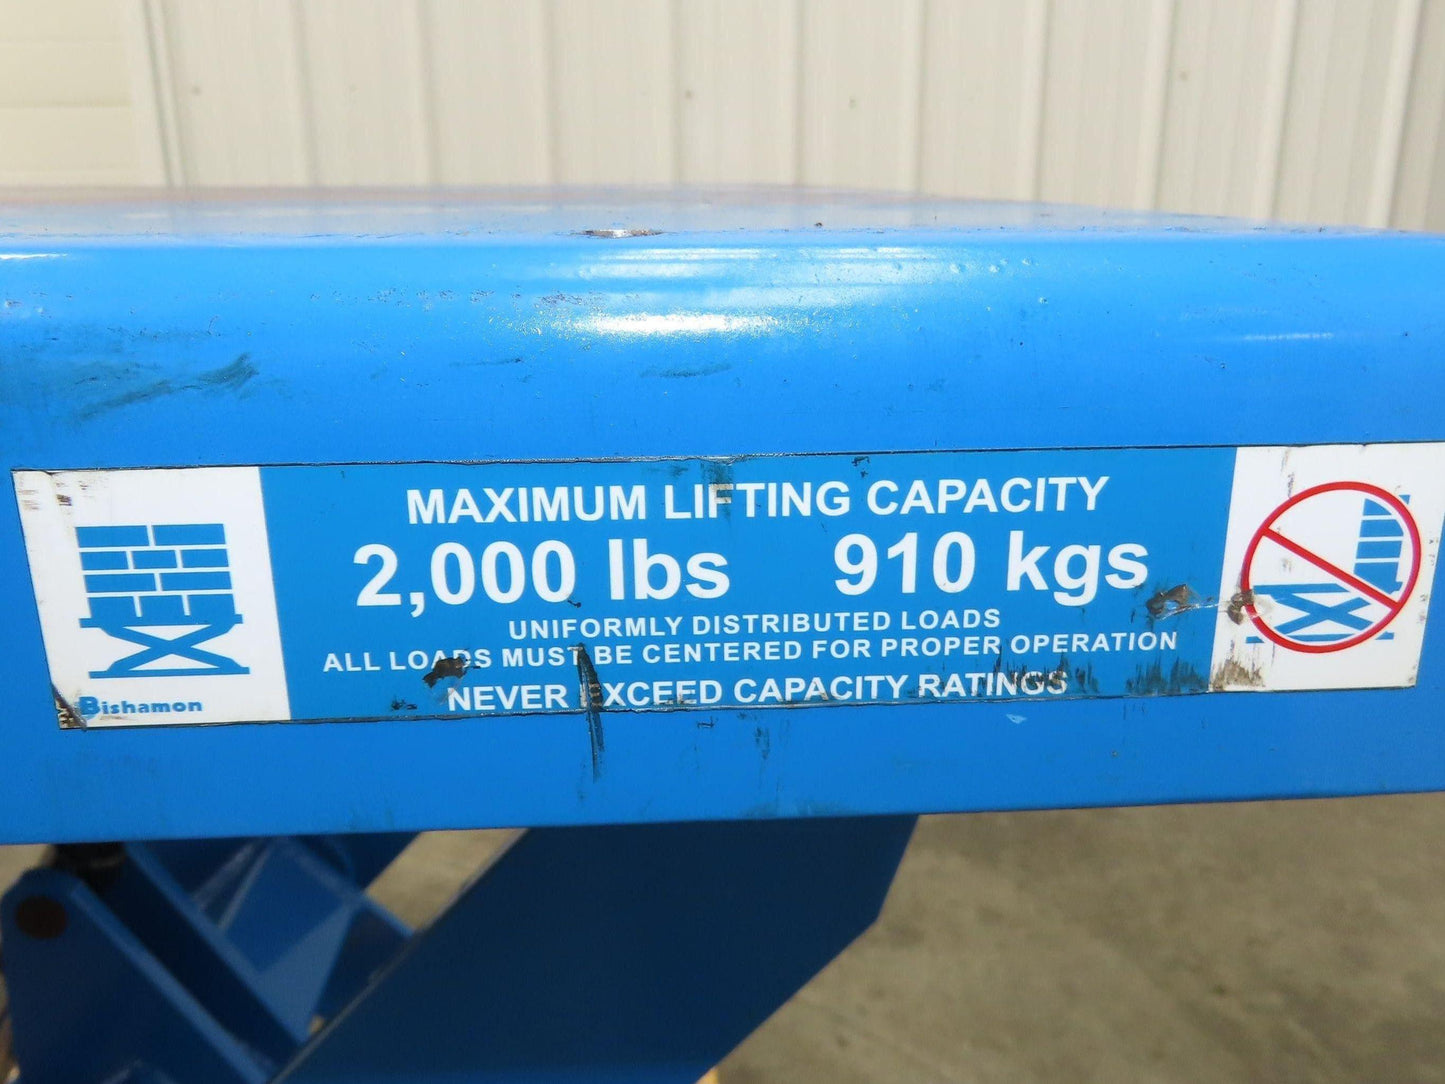 MAXIMUM LIFTING CAPACITY
2,000 lbs 910 kgs
UNIFORMLY DISTRIBUTED LOADS
ALL LOADS MUST BE CENTERED FOR PROPER OPERATION
NEVER EXCEED CAPACITY RATINGS
Bishamon